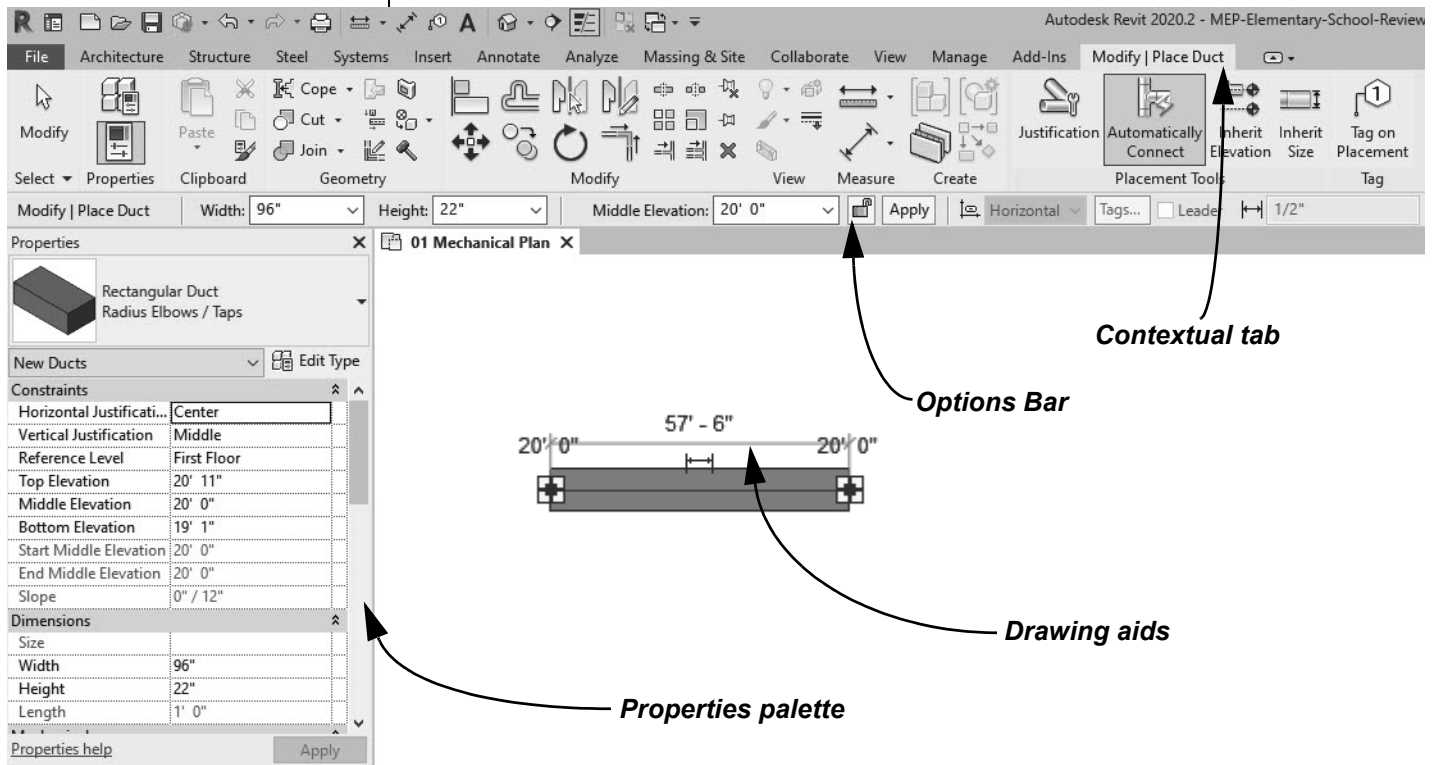 Autodesk Revit 2020.2 - MEP-Elementary-School-Review
File Architecture Structure Steel Systems Insert Annotate Analyze Massing & Site Collaborate View Manage Add-Ins Modify | Place Duct
Modify Paste Cope Cut Join Justification Automatically Connect Inherit Elevation Inherit Size Tag on Placement
Select Properties Clipboard Geometry Modify View Measure Create Placement Tools Tag
Modify | Place Duct Width: 96" Height: 22" Middle Elevation: 20' 0" Apply Horizontal Tags... Leader 1/2"
Properties X 01 Mechanical Plan X
Rectangular Duct
Radius Elbows / Taps
Contextual tab
New Ducts Edit Type
Constraints
Horizontal Justificati... Center
Options Bar
Vertical Justification Middle
57' - 6"
Reference Level First Floor
20' 0" 20' 0"
Top Elevation 20' 11"
Middle Elevation 20' 0"
Bottom Elevation 19' 1"
Start Middle Elevation 20' 0"
End Middle Elevation 20' 0"
Slope 0" / 12"
Dimensions
Drawing aids
Size
Width 96"
Height 22"
Length 1' 0"
Properties palette
Properties help Apply